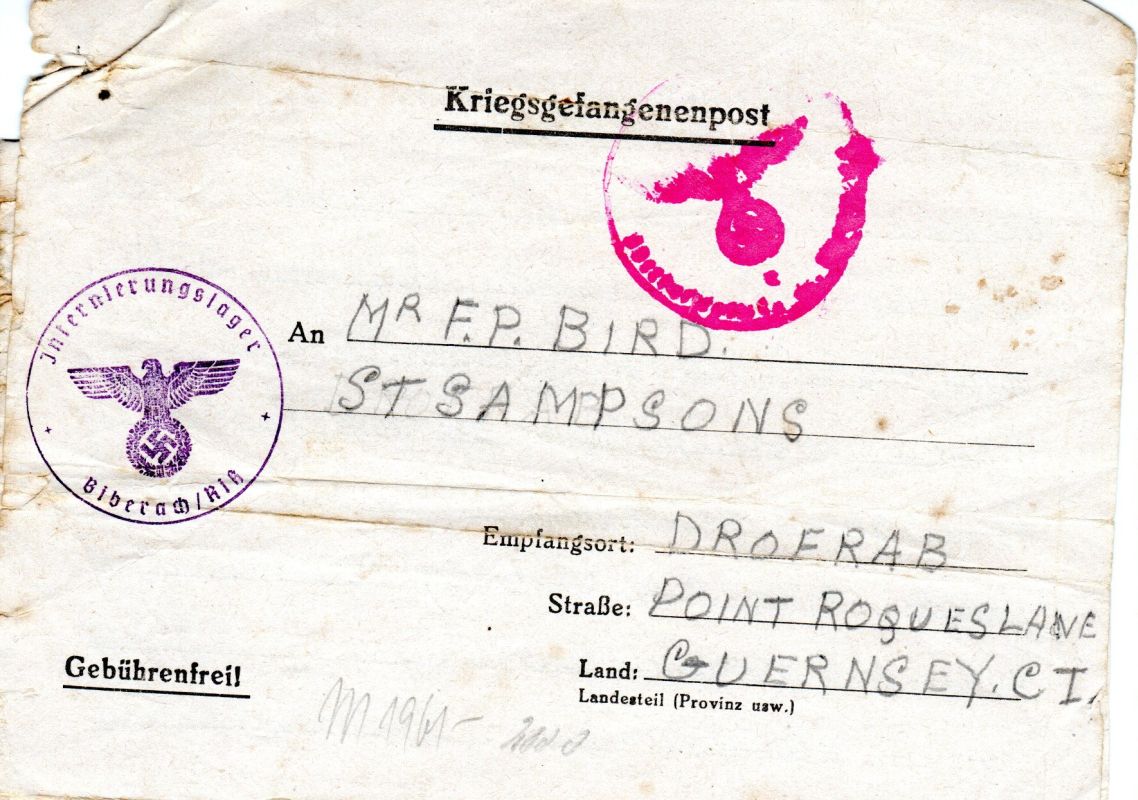 Kriegsgefangenenpost
Internierungslager
Biberach/Riß
An Mr F.P. BIRD.
ST SAMPSONS
Empfangsort: DROFRAB
Straße: POINT ROQUES LANE
Land: GUERNSEY. C I.
Landesteil (Provinz usw.)
Gebührenfrei!